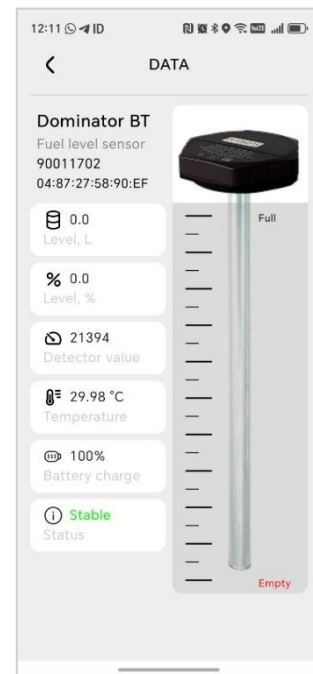 12:11 ID
DATA
Dominator BT
Fuel level sensor
90011702
04:87:27:58:90:EF
0.0
Level, L
% 0.0
Level, %
21394
Detector value
29.98 °C
Temperature
100%
Battery charge
Stable
Status
Full
Empty